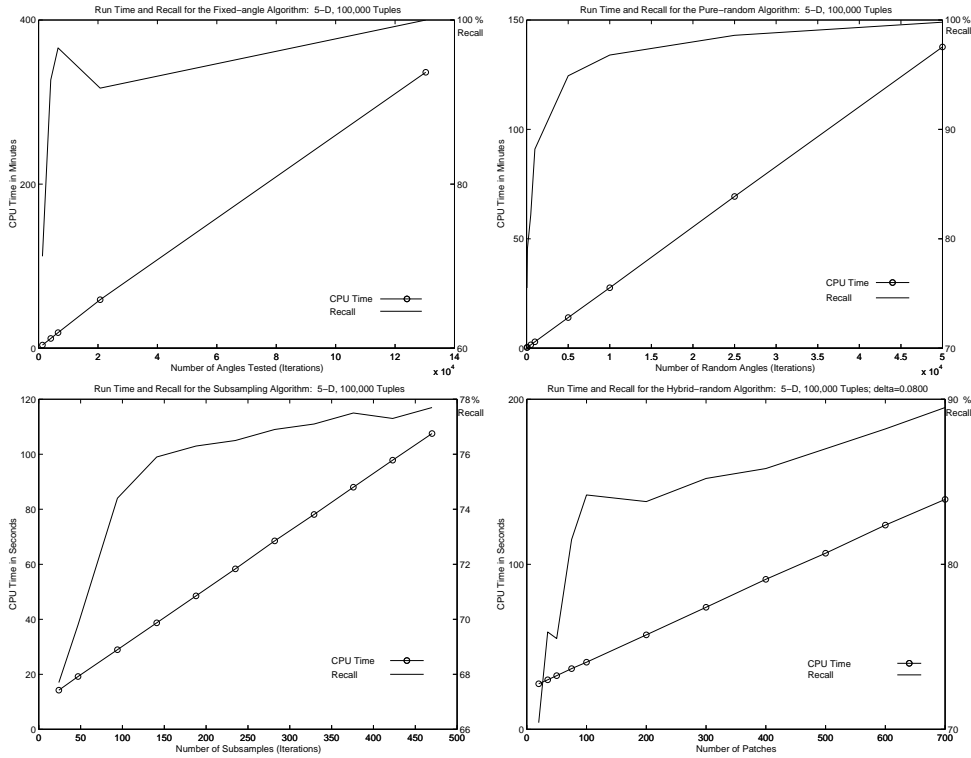 Run Time and Recall for the Fixed−angle Algorithm: 5−D, 100,000 Tuples
400
200
0
100 %
Recall
80
60
CPU Time in Minutes
CPU Time
Recall
0 2 4 6 8 10 12 14
Number of Angles Tested (Iterations)
x 10^4
Run Time and Recall for the Pure−random Algorithm: 5−D, 100,000 Tuples
150
100
50
0
100 %
Recall
90
80
70
CPU Time in Minutes
CPU Time
Recall
0 0.5 1 1.5 2 2.5 3 3.5 4 4.5 5
Number of Random Angles (Iterations)
x 10^4
Run Time and Recall for the Subsampling Algorithm: 5−D, 100,000 Tuples
120
100
80
60
40
20
0
78%
Recall
76
74
72
70
68
66
CPU Time in Seconds
CPU Time
Recall
0 50 100 150 200 250 300 350 400 450 500
Number of Subsamples (Iterations)
Run Time and Recall for the Hybrid−random Algorithm: 5−D, 100,000 Tuples; delta=0.0800
200
100
0
90 %
Recall
80
70
CPU Time in Seconds
CPU Time
Recall
0 100 200 300 400 500 600 700
Number of Patches